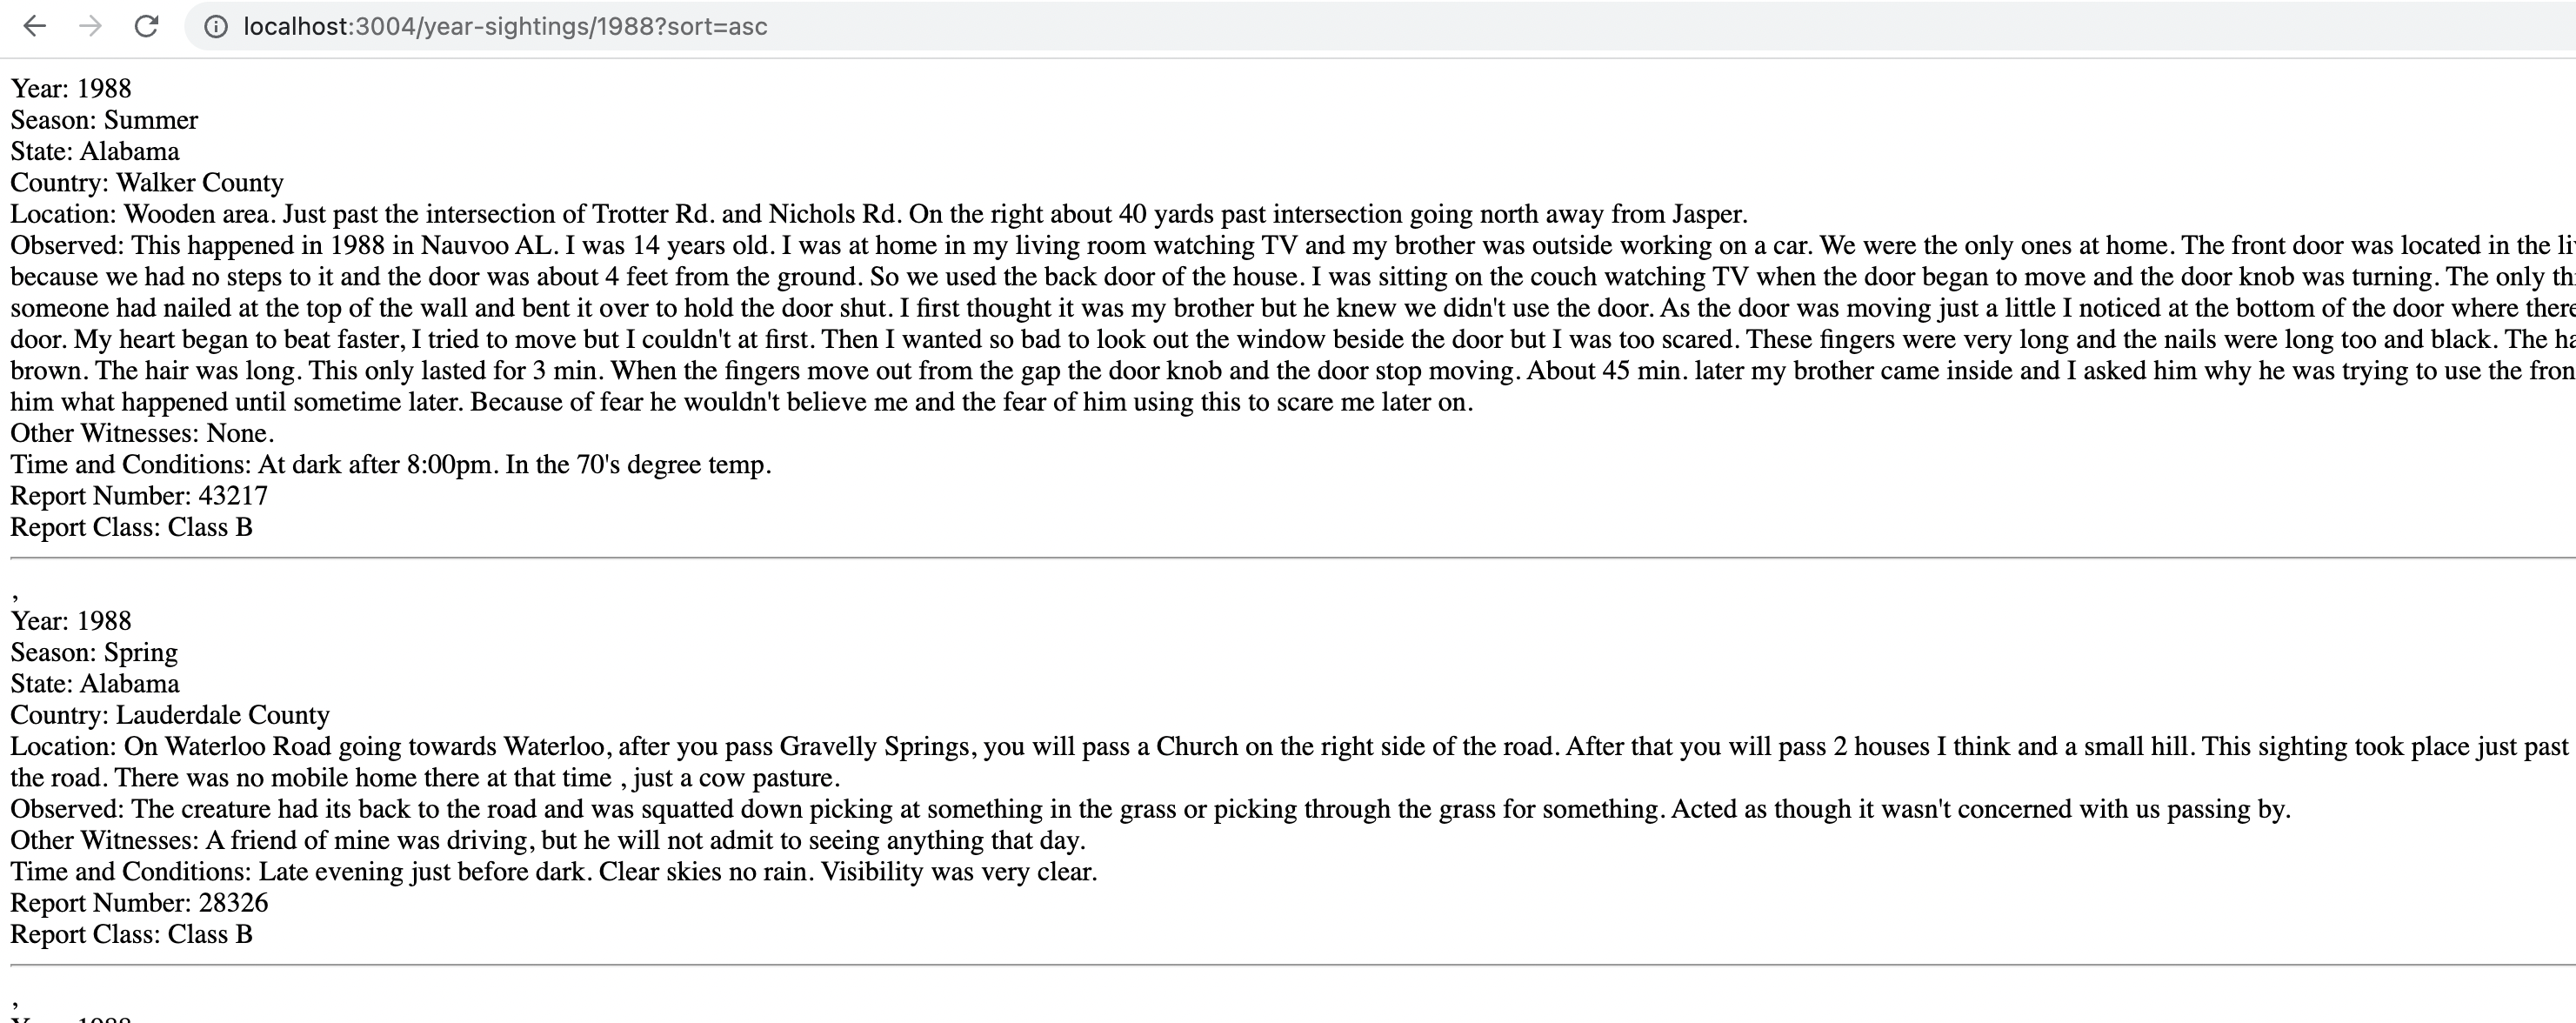 localhost:3004/year-sightings/1988?sort=asc
Year: 1988
Season: Summer
State: Alabama
Country: Walker County
Location: Wooden area. Just past the intersection of Trotter Rd. and Nichols Rd. On the right about 40 yards past intersection going north away from Jasper.
Observed: This happened in 1988 in Nauvoo AL. I was 14 years old. I was at home in my living room watching TV and my brother was outside working on a car. We were the only ones at home. The front door was located in the
because we had no steps to it and the door was about 4 feet from the ground. So we used the back door of the house. I was sitting on the couch watching TV when the door began to move and the door knob was turning. The only
someone had nailed at the top of the wall and bent it over to hold the door shut. I first thought it was my brother but he knew we didn't use the door. As the door was moving just a little I noticed at the bottom of the door where there
door. My heart began to beat faster, I tried to move but I couldn't at first. Then I wanted so bad to look out the window beside the door but I was too scared. These fingers were very long and the nails were long too and black. The
brown. The hair was long. This only lasted for 3 min. When the fingers move out from the gap the door knob and the door stop moving. About 45 min. later my brother came inside and I asked him why he was trying to use the
him what happened until sometime later. Because of fear he wouldn't believe me and the fear of him using this to scare me later on.
Other Witnesses: None.
Time and Conditions: At dark after 8:00pm. In the 70's degree temp.
Report Number: 43217
Report Class: Class B
,
Year: 1988
Season: Spring
State: Alabama
Country: Lauderdale County
Location: On Waterloo Road going towards Waterloo, after you pass Gravelly Springs, you will pass a Church on the right side of the road. After that you will pass 2 houses I think and a small hill. This sighting took place just past
the road. There was no mobile home there at that time , just a cow pasture.
Observed: The creature had its back to the road and was squatted down picking at something in the grass or picking through the grass for something. Acted as though it wasn't concerned with us passing by.
Other Witnesses: A friend of mine was driving, but he will not admit to seeing anything that day.
Time and Conditions: Late evening just before dark. Clear skies no rain. Visibility was very clear.
Report Number: 28326
Report Class: Class B
,
Year: 1988